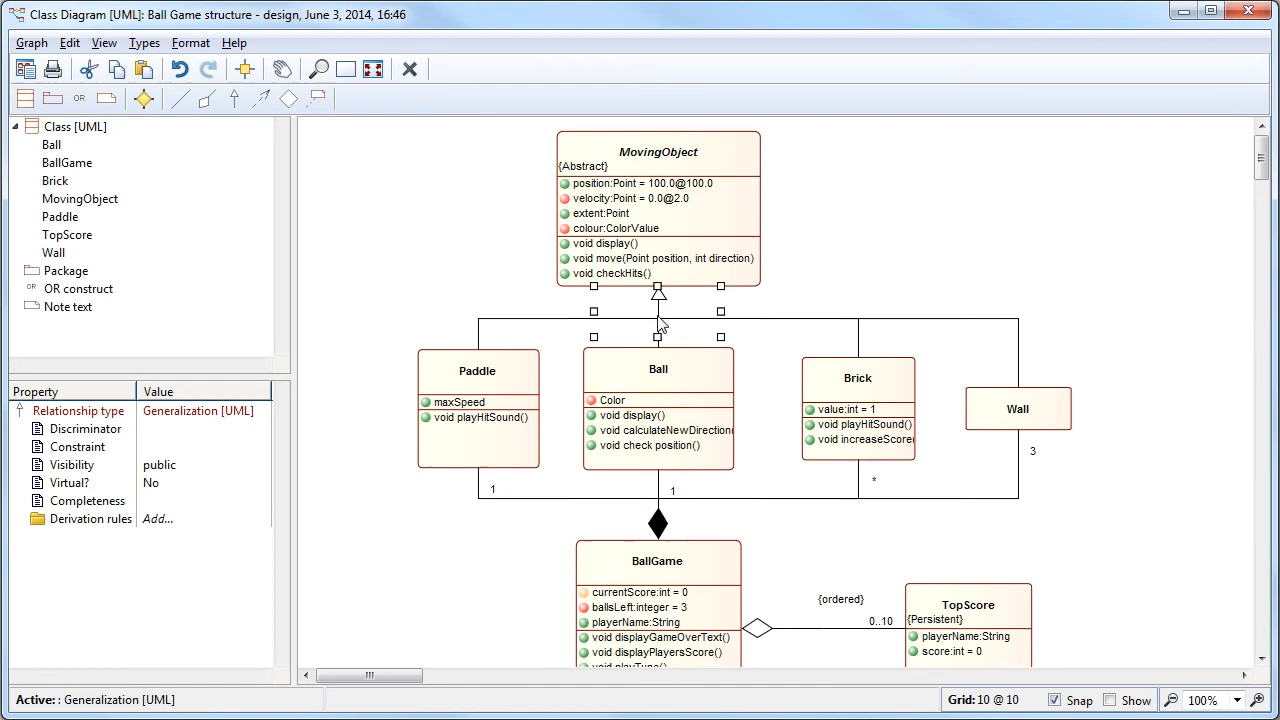 Class Diagram [UML]: Ball Game structure - design, June 3, 2014, 16:46
Graph Edit View Types Format Help
OR
Class [UML]
Ball
BallGame
Brick
MovingObject
Paddle
TopScore
Wall
Package
OR OR construct
Note text
Property Value
Relationship type Generalization [UML]
Discriminator
Constraint
Visibility public
Virtual? No
Completeness
Derivation rules Add...
MovingObject
{Abstract}
position:Point = 100.0@100.0
velocity:Point = 0.0@2.0
extent:Point
colour:ColorValue
void display()
void move(Point position, int direction)
void checkHits()
Paddle
maxSpeed
void playHitSound()
Ball
Color
void display()
void calculateNewDirection
void check position()
Brick
value:int = 1
void playHitSound()
void increaseScore(
Wall
3
1
1
*
BallGame
currentScore:int = 0
ballsLeft:integer = 3
playerName:String
void displayGameOverText()
void displayPlayersScore()
{ordered}
0..10
TopScore
{Persistent}
playerName:String
score:int = 0
Active: : Generalization [UML]
Grid: 10 @ 10 Snap Show 100%